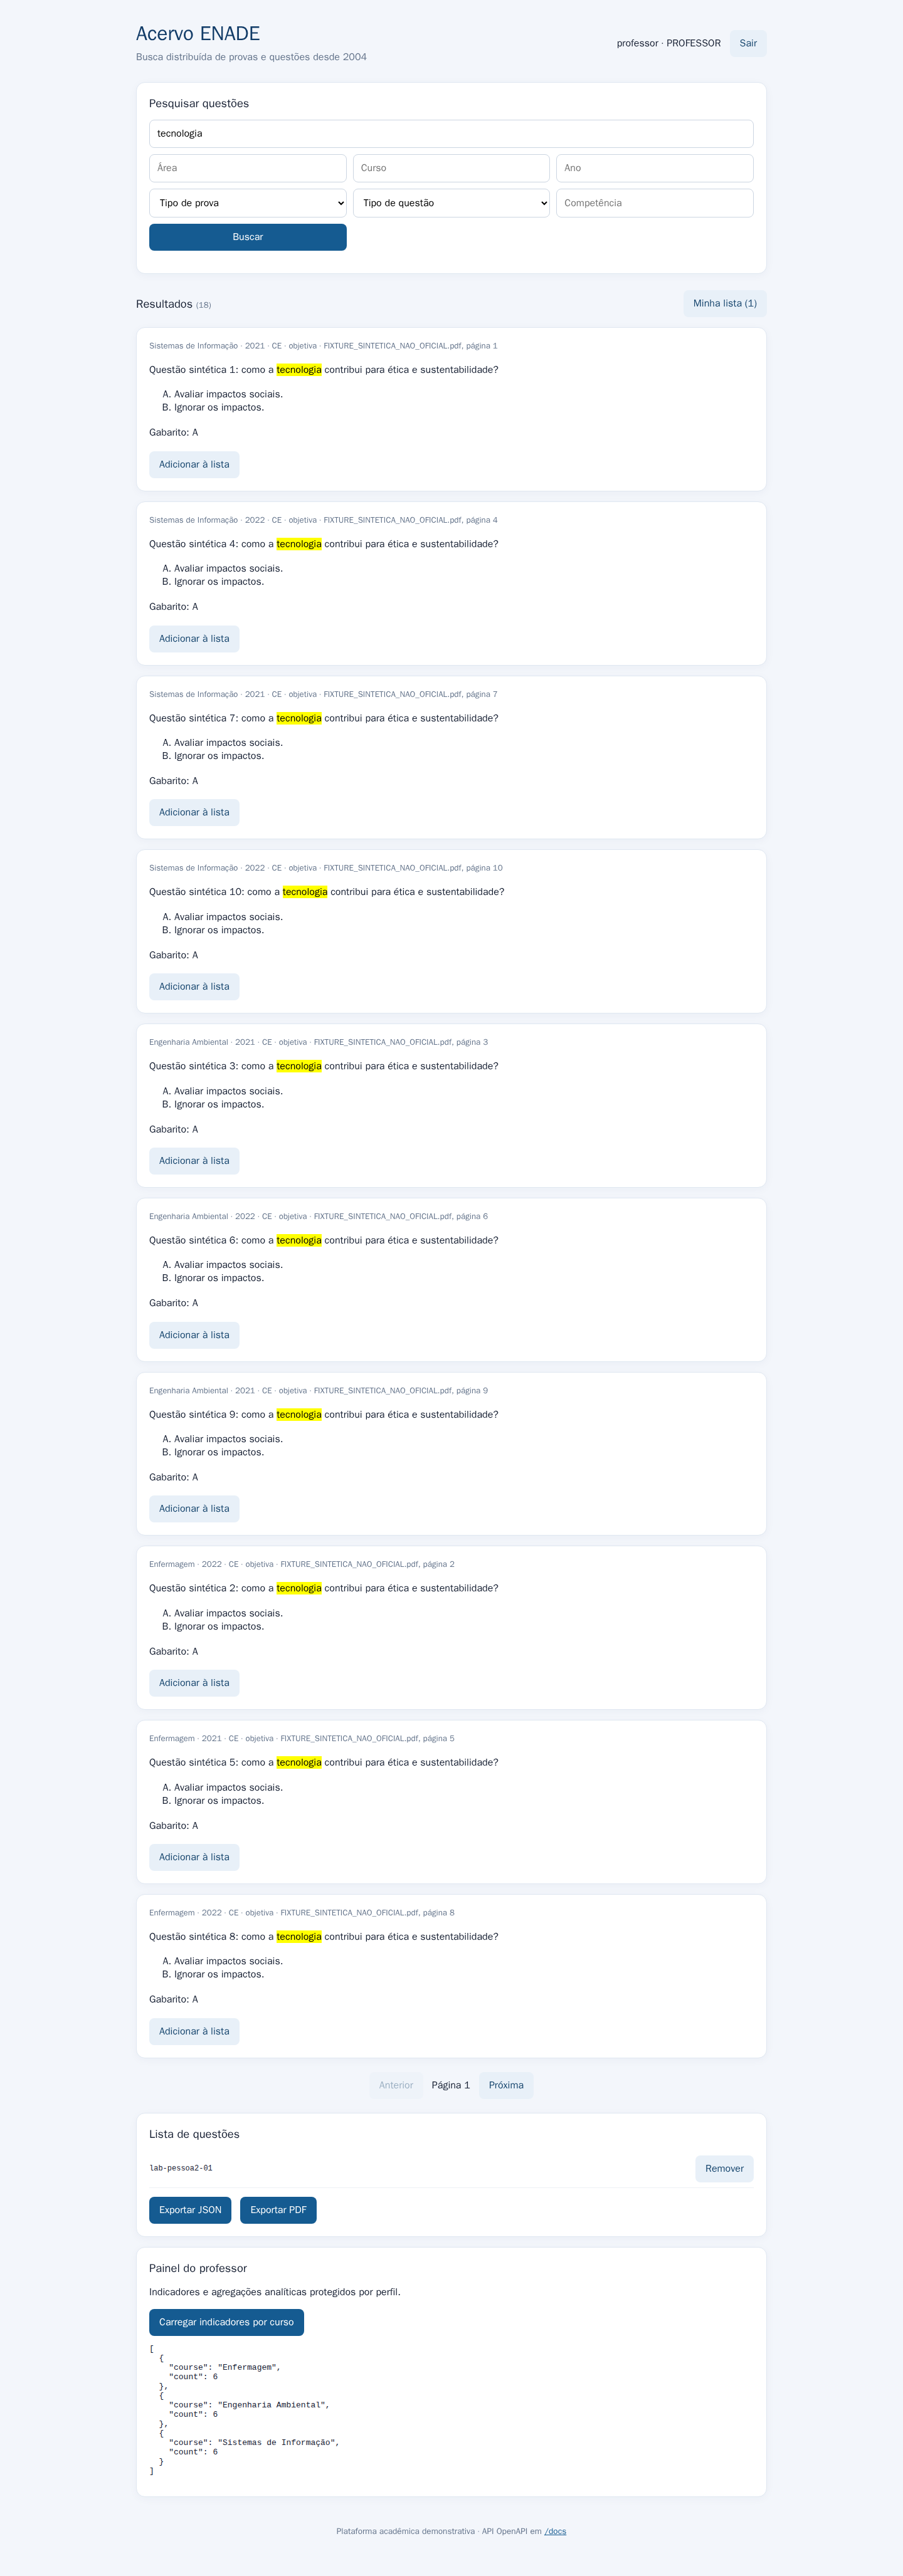 Acervo ENADE
Busca distribuída de provas e questões desde 2004
professor · PROFESSOR
Sair
Pesquisar questões
tecnologia
Área
Curso
Ano
Tipo de prova
Tipo de questão
Competência
Buscar
Resultados (18)
Minha lista (1)
Sistemas de Informação · 2021 · CE · objetiva · FIXTURE_SINTETICA_NAO_OFICIAL.pdf, página 1
Questão sintética 1: como a tecnologia contribui para ética e sustentabilidade?
A. Avaliar impactos sociais.
B. Ignorar os impactos.
Gabarito: A
Adicionar à lista
Sistemas de Informação · 2022 · CE · objetiva · FIXTURE_SINTETICA_NAO_OFICIAL.pdf, página 4
Questão sintética 4: como a tecnologia contribui para ética e sustentabilidade?
A. Avaliar impactos sociais.
B. Ignorar os impactos.
Gabarito: A
Adicionar à lista
Sistemas de Informação · 2021 · CE · objetiva · FIXTURE_SINTETICA_NAO_OFICIAL.pdf, página 7
Questão sintética 7: como a tecnologia contribui para ética e sustentabilidade?
A. Avaliar impactos sociais.
B. Ignorar os impactos.
Gabarito: A
Adicionar à lista
Sistemas de Informação · 2022 · CE · objetiva · FIXTURE_SINTETICA_NAO_OFICIAL.pdf, página 10
Questão sintética 10: como a tecnologia contribui para ética e sustentabilidade?
A. Avaliar impactos sociais.
B. Ignorar os impactos.
Gabarito: A
Adicionar à lista
Engenharia Ambiental · 2021 · CE · objetiva · FIXTURE_SINTETICA_NAO_OFICIAL.pdf, página 3
Questão sintética 3: como a tecnologia contribui para ética e sustentabilidade?
A. Avaliar impactos sociais.
B. Ignorar os impactos.
Gabarito: A
Adicionar à lista
Engenharia Ambiental · 2022 · CE · objetiva · FIXTURE_SINTETICA_NAO_OFICIAL.pdf, página 6
Questão sintética 6: como a tecnologia contribui para ética e sustentabilidade?
A. Avaliar impactos sociais.
B. Ignorar os impactos.
Gabarito: A
Adicionar à lista
Engenharia Ambiental · 2021 · CE · objetiva · FIXTURE_SINTETICA_NAO_OFICIAL.pdf, página 9
Questão sintética 9: como a tecnologia contribui para ética e sustentabilidade?
A. Avaliar impactos sociais.
B. Ignorar os impactos.
Gabarito: A
Adicionar à lista
Enfermagem · 2022 · CE · objetiva · FIXTURE_SINTETICA_NAO_OFICIAL.pdf, página 2
Questão sintética 2: como a tecnologia contribui para ética e sustentabilidade?
A. Avaliar impactos sociais.
B. Ignorar os impactos.
Gabarito: A
Adicionar à lista
Enfermagem · 2021 · CE · objetiva · FIXTURE_SINTETICA_NAO_OFICIAL.pdf, página 5
Questão sintética 5: como a tecnologia contribui para ética e sustentabilidade?
A. Avaliar impactos sociais.
B. Ignorar os impactos.
Gabarito: A
Adicionar à lista
Enfermagem · 2022 · CE · objetiva · FIXTURE_SINTETICA_NAO_OFICIAL.pdf, página 8
Questão sintética 8: como a tecnologia contribui para ética e sustentabilidade?
A. Avaliar impactos sociais.
B. Ignorar os impactos.
Gabarito: A
Adicionar à lista
Anterior
Página 1
Próxima
Lista de questões
lab-pessoa2-01
Remover
Exportar JSON
Exportar PDF
Painel do professor
Indicadores e agregações analíticas protegidos por perfil.
Carregar indicadores por curso
[
  {
    "course": "Enfermagem",
    "count": 6
  },
  {
    "course": "Engenharia Ambiental",
    "count": 6
  },
  {
    "course": "Sistemas de Informação",
    "count": 6
  }
]
Plataforma acadêmica demonstrativa · API OpenAPI em /docs